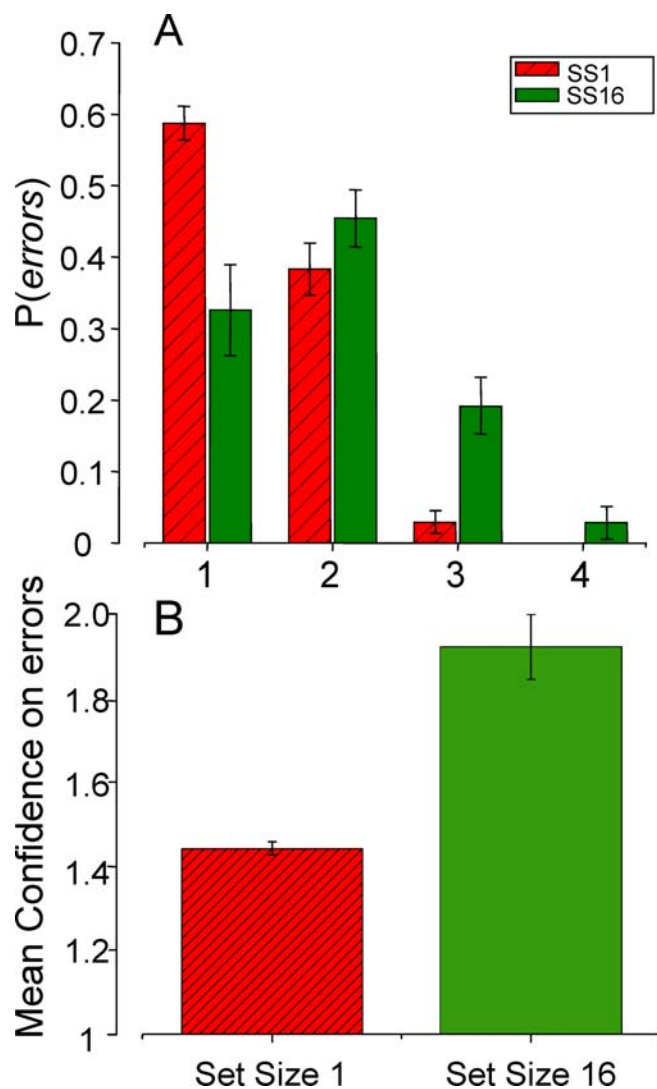 A
SS1
SS16
P(errors)
0.7
0.6
0.5
0.4
0.3
0.2
0.1
0
1 2 3 4
B
Mean Confidence on errors
2.0
1.8
1.6
1.4
1.2
1
Set Size 1 Set Size 16